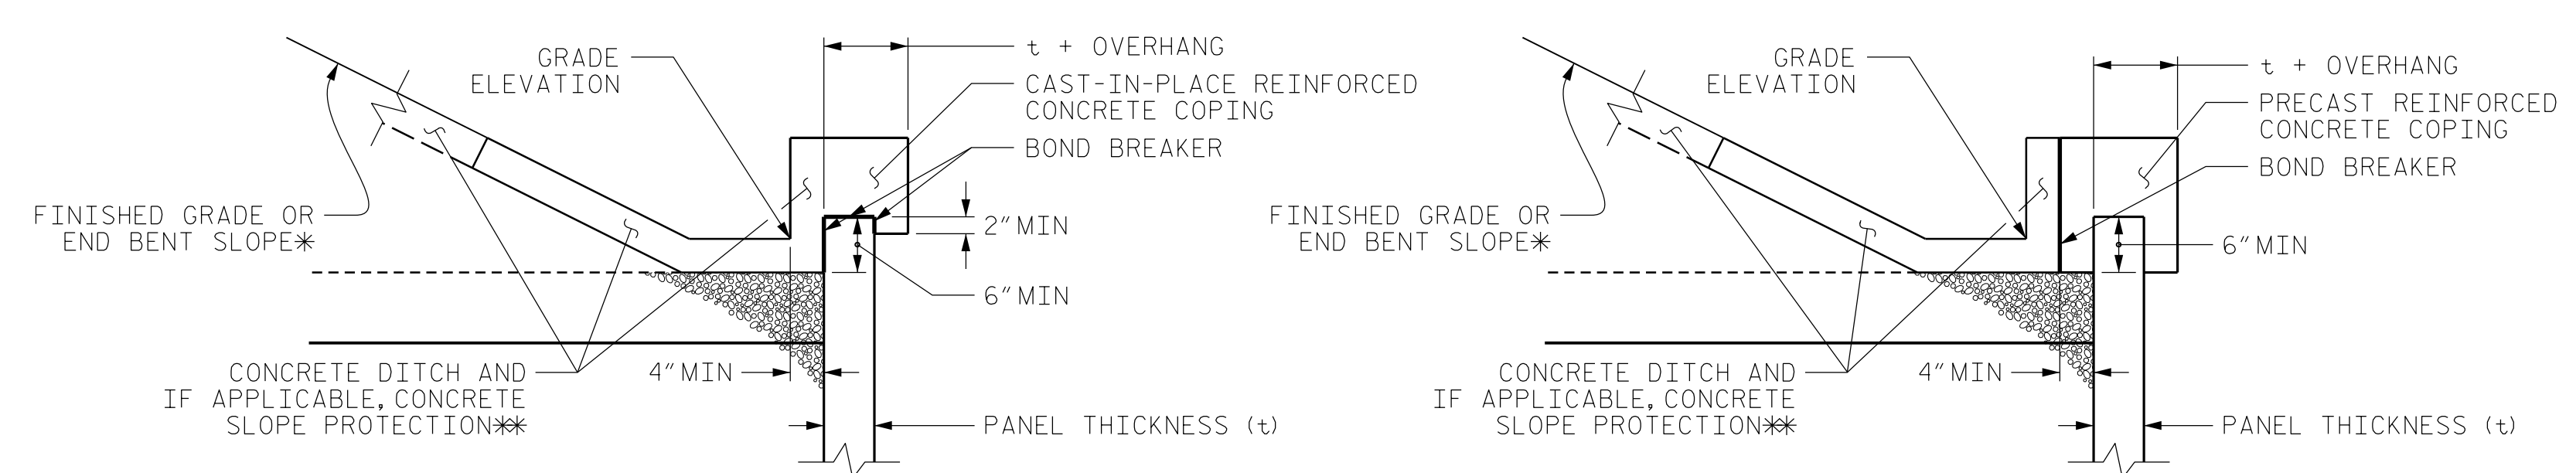 GRADE
ELEVATION
t + OVERHANG
CAST-IN-PLACE REINFORCED
CONCRETE COPING
BOND BREAKER
2" MIN
6" MIN
FINISHED GRADE OR
END BENT SLOPE*
CONCRETE DITCH AND
IF APPLICABLE, CONCRETE
SLOPE PROTECTION**
4" MIN
PANEL THICKNESS (t)
GRADE
ELEVATION
t + OVERHANG
PRECAST REINFORCED
CONCRETE COPING
BOND BREAKER
6" MIN
FINISHED GRADE OR
END BENT SLOPE*
CONCRETE DITCH AND
IF APPLICABLE, CONCRETE
SLOPE PROTECTION**
4" MIN
PANEL THICKNESS (t)